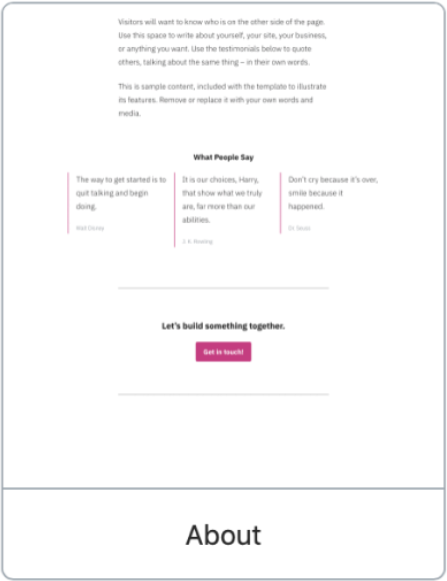 Visitors will want to know who is on the other side of the page.
Use this space to write about yourself, your site, your business,
or anything you want. Use the testimonials below to quote
others, talking about the same thing – in their own words.
This is sample content, included with the template to illustrate
its features. Remove or replace it with your own words and
media.
What People Say
The way to get started is to
quit talking and begin
doing.
Walt Disney
It is our choices, Harry,
that show what we truly
are, far more than our
abilities.
J. K. Rowling
Don't cry because it's over,
smile because it
happened.
Dr. Seuss
Let's build something together.
Get in touch!
About